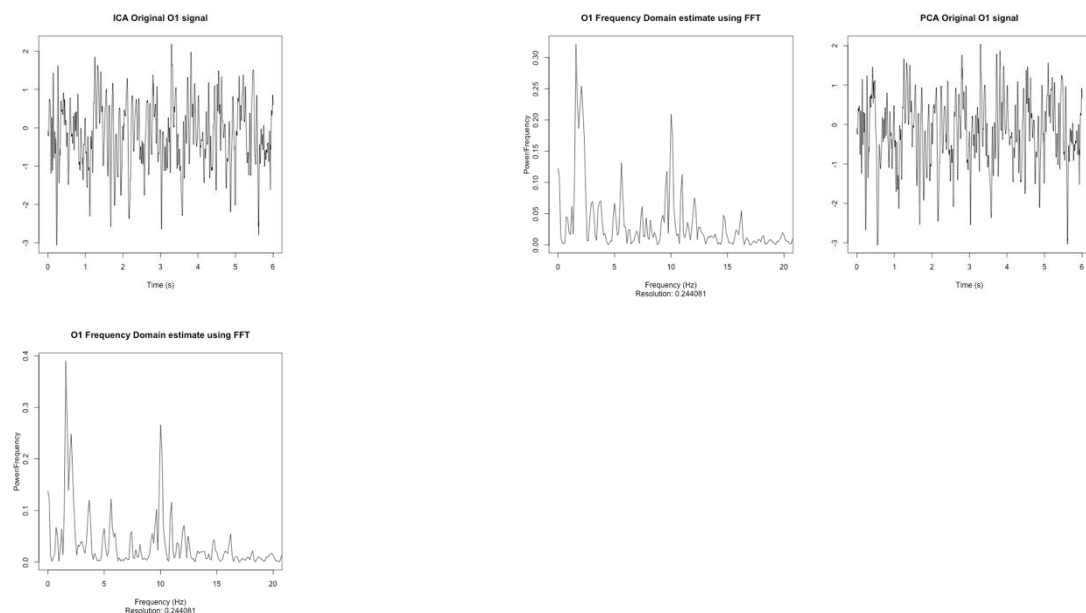 ICA Original O1 signal
2
1
0
-1
-2
-3
0 1 2 3 4 5 6
Time (s)
O1 Frequency Domain estimate using FFT
Power/Frequency
0.30
0.25
0.20
0.15
0.10
0.05
0.00
0 5 10 15 20
Frequency (Hz)
Resolution: 0.244081
PCA Original O1 signal
2
1
0
-1
-2
-3
0 1 2 3 4 5 6
Time (s)
O1 Frequency Domain estimate using FFT
Power/Frequency
0.4
0.3
0.2
0.1
0.0
0 5 10 15 20
Frequency (Hz)
Resolution: 0.244081